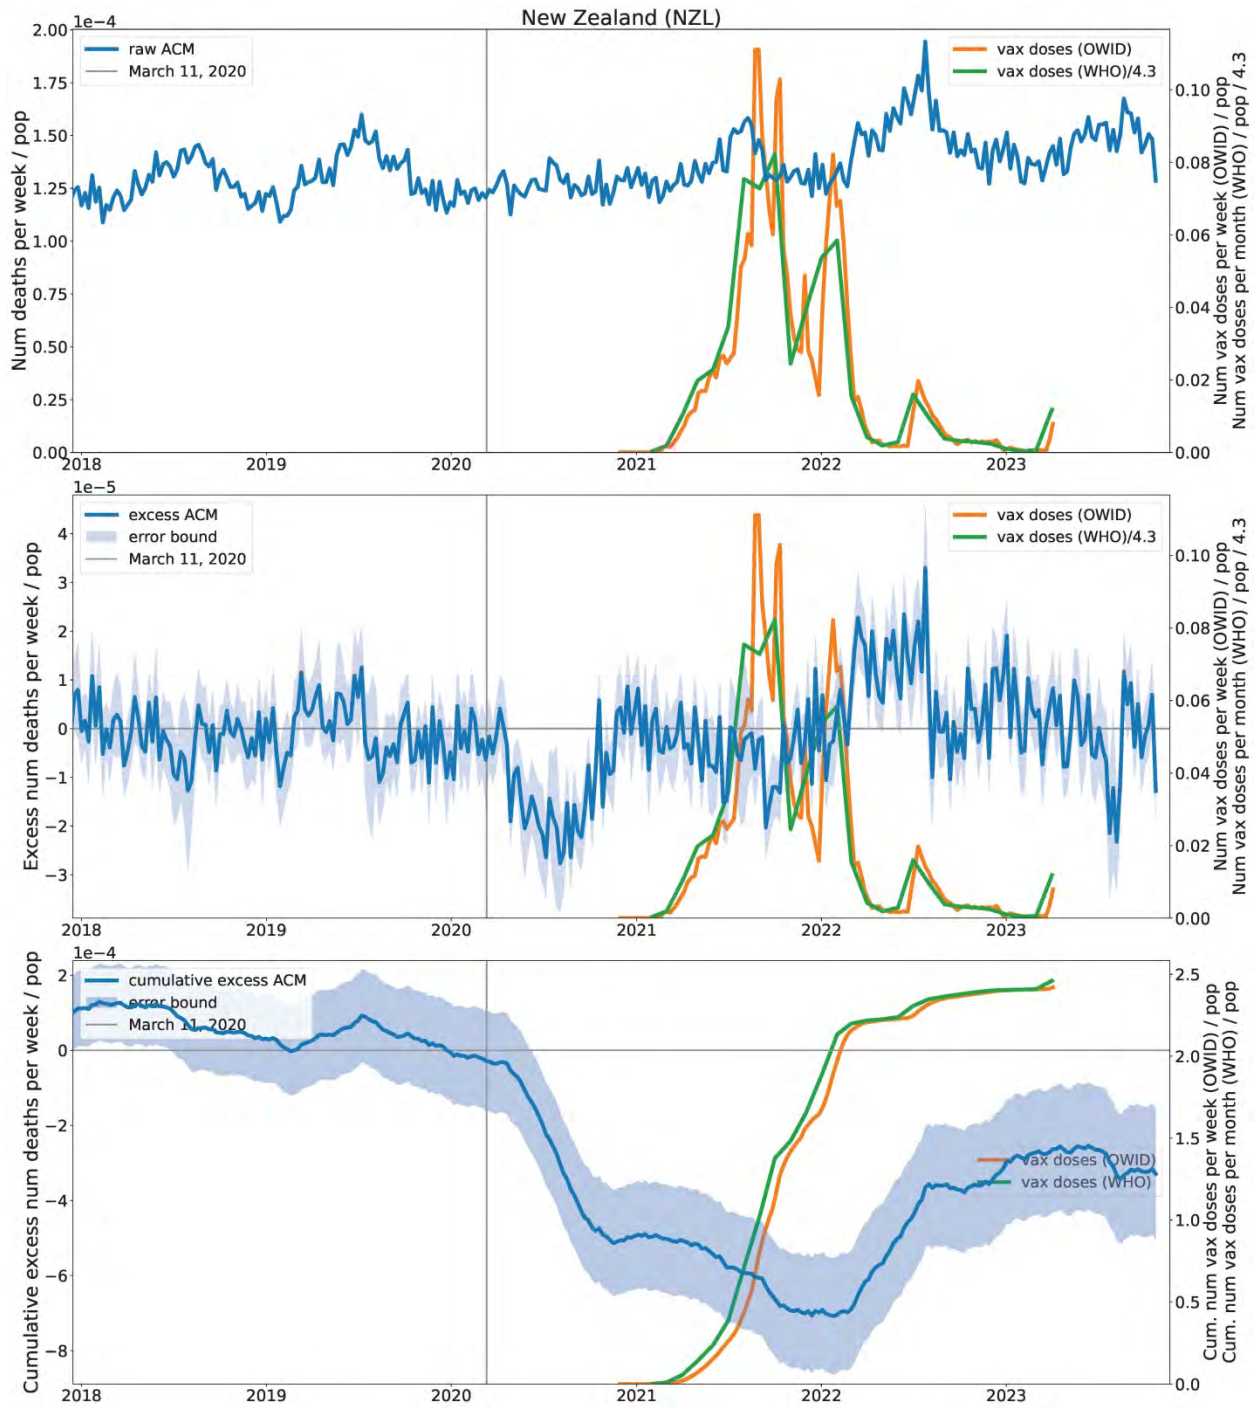 New Zealand (NZL)
1e−4
2.00
1.75
1.50
1.25
1.00
0.75
0.50
0.25
0.00
Num deaths per week / pop
raw ACM
March 11, 2020
vax doses (OWID)
vax doses (WHO)/4.3
0.10
0.08
0.06
0.04
0.02
0.00
Num vax doses per week (OWID) / pop
Num vax doses per month (WHO) / pop / 4.3
2018 2019 2020 2021 2022 2023
1e−5
4
3
2
1
0
−1
−2
−3
Excess num deaths per week / pop
excess ACM
error bound
March 11, 2020
vax doses (OWID)
vax doses (WHO)/4.3
0.10
0.08
0.06
0.04
0.02
0.00
Num vax doses per week (OWID) / pop
Num vax doses per month (WHO) / pop / 4.3
2018 2019 2020 2021 2022 2023
1e−4
2
0
−2
−4
−6
−8
Cumulative excess num deaths per week / pop
cumulative excess ACM
error bound
March 11, 2020
vax doses (OWID)
vax doses (WHO)
2.5
2.0
1.5
1.0
0.5
0.0
Cum. num vax doses per week (OWID) / pop
Cum. num vax doses per month (WHO) / pop
2018 2019 2020 2021 2022 2023